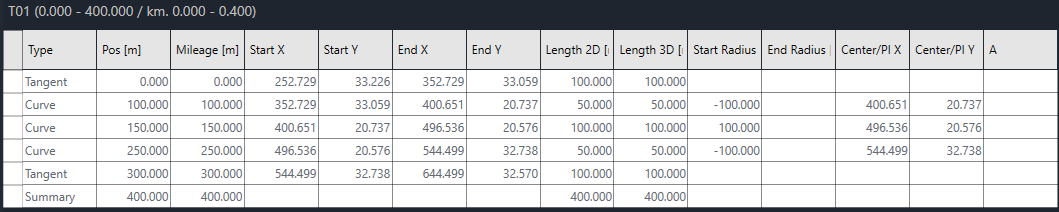 T01 (0.000 - 400.000 / km. 0.000 - 0.400)
Type Pos [m] Mileage [m] Start X Start Y End X End Y Length 2D [ Length 3D [ Start Radius End Radius Center/PI X Center/PI Y A
Tangent 0.000 0.000 252.729 33.226 352.729 33.059 100.000 100.000
Curve 100.000 100.000 352.729 33.059 400.651 20.737 50.000 50.000 -100.000 400.651 20.737
Curve 150.000 150.000 400.651 20.737 496.536 20.576 100.000 100.000 100.000 496.536 20.576
Curve 250.000 250.000 496.536 20.576 544.499 32.738 50.000 50.000 -100.000 544.499 32.738
Tangent 300.000 300.000 544.499 32.738 644.499 32.570 100.000 100.000
Summary 400.000 400.000 400.000 400.000